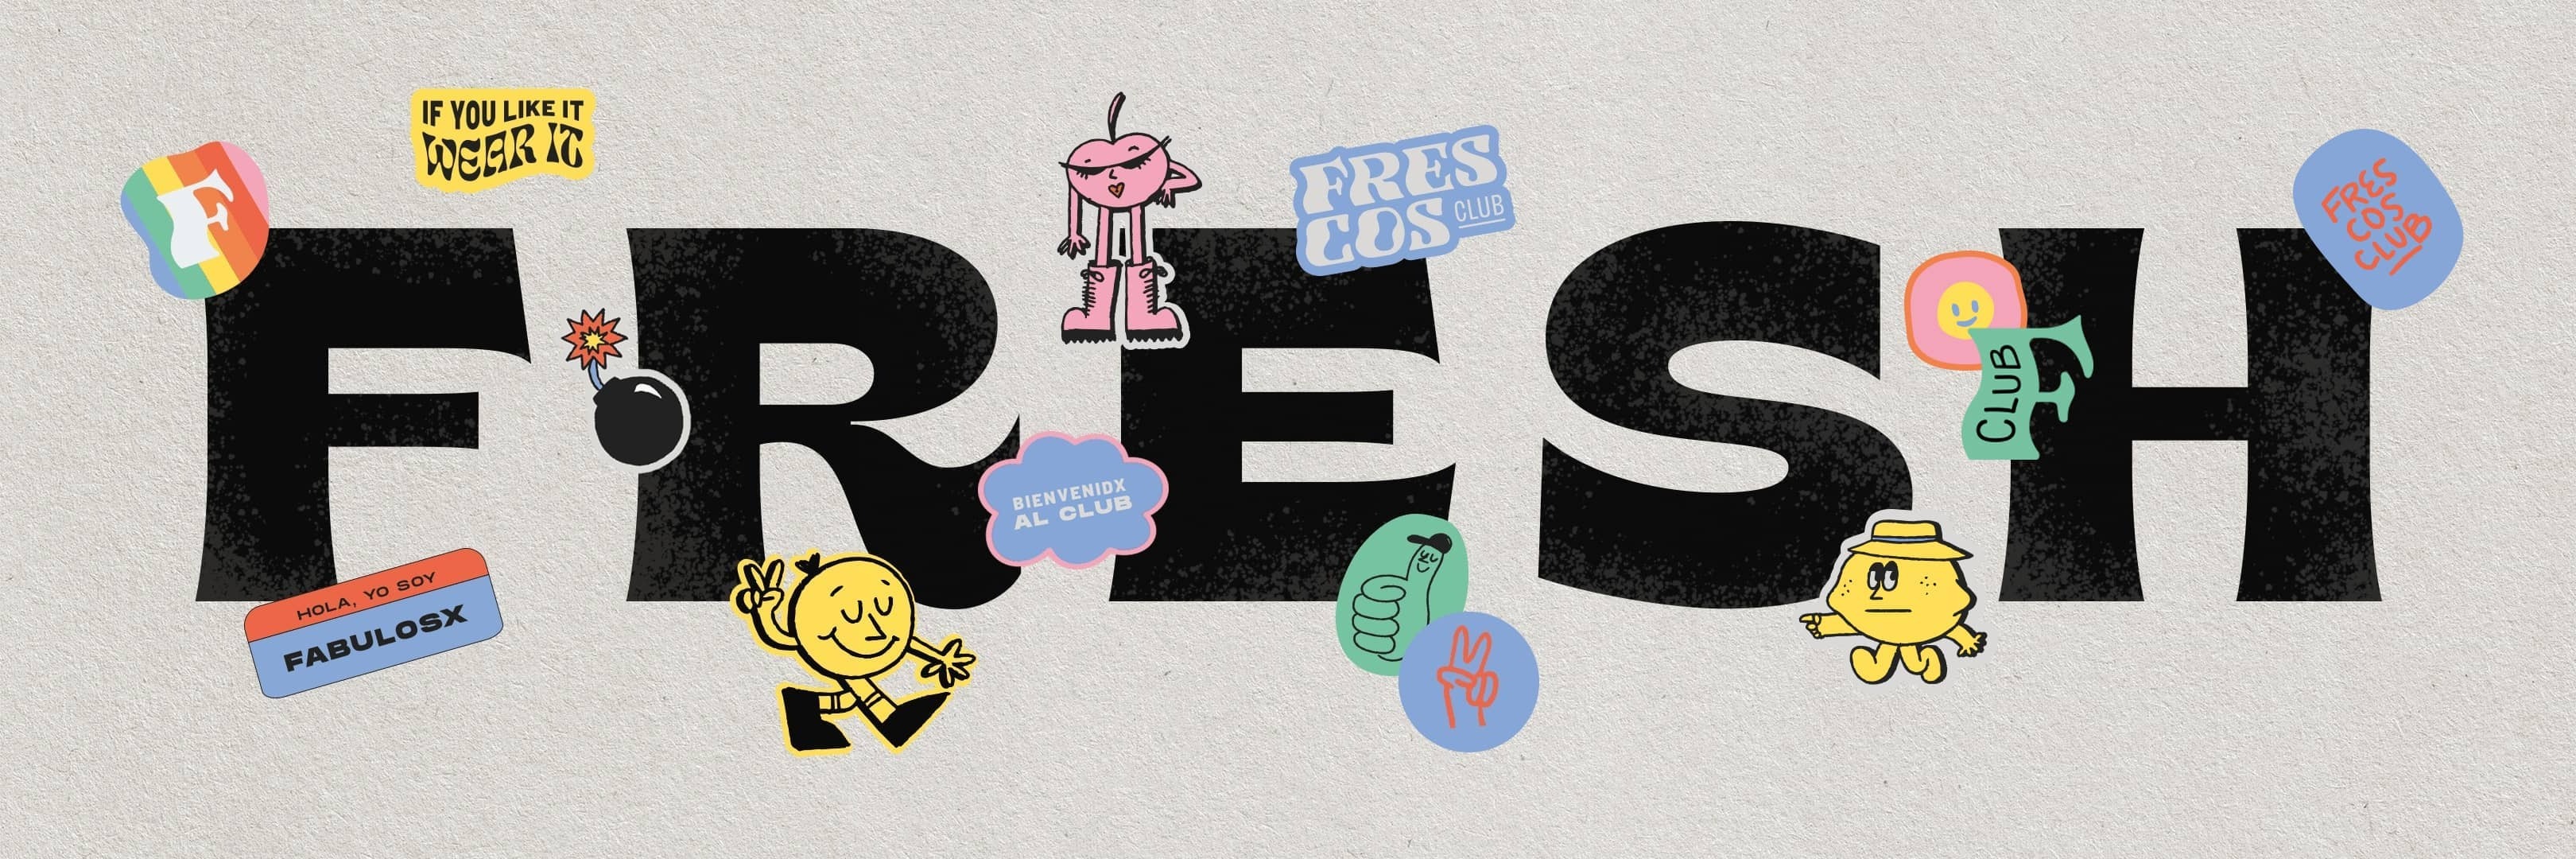 IF YOU LIKE IT
WEAR IT
F
FRES
COS CLUB
FRES
COS
CLUB
FRESH
CLUB F
BIENVENIDX
AL CLUB
HOLA, YO SOY
FABULOSX